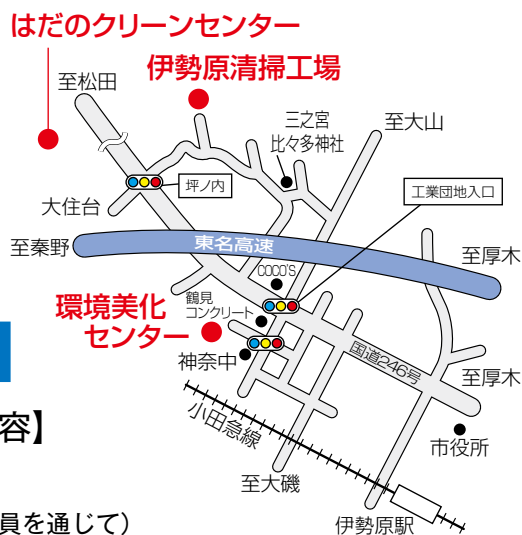 はだのクリーンセンター
伊勢原清掃工場
至松田
三之宮
比々多神社
至大山
坪ノ内
工業団地入口
大住台
至秦野
東名高速
至厚木
COCO'S
環境美化
センター
鶴見
コンクリート
神奈中
国道246号
至厚木
容】
小田急線
市役所
至大磯
員を通じて）
伊勢原駅